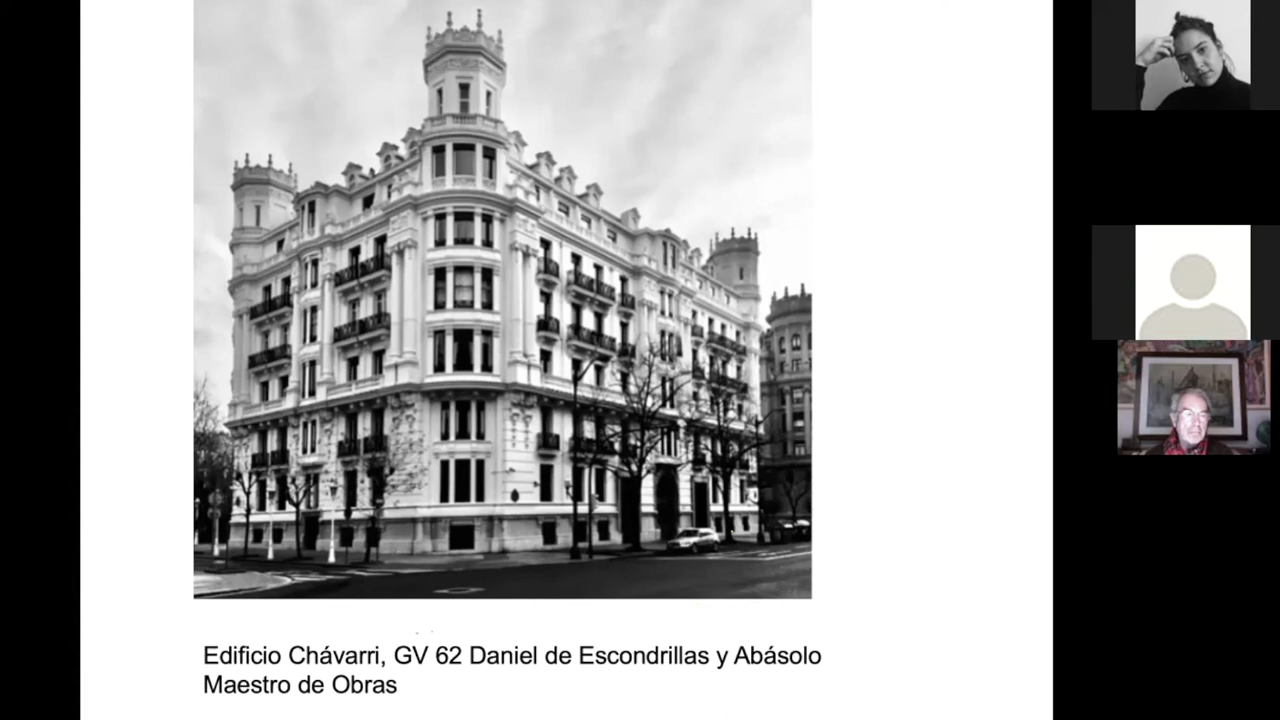 Edificio Chávarri, GV 62 Daniel de Escondrillas y Abásolo
Maestro de Obras